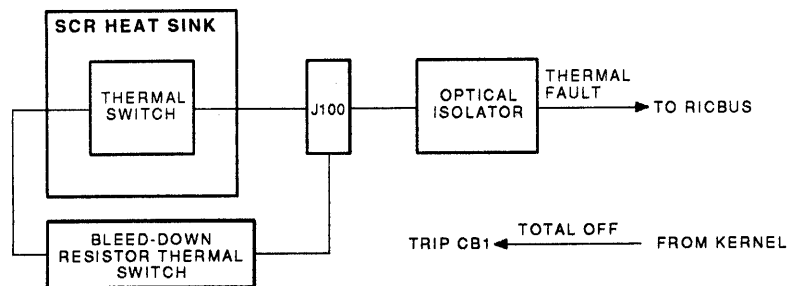 SCR HEAT SINK
THERMAL
SWITCH
J100
OPTICAL
ISOLATOR
THERMAL
FAULT
TO RICBUS
BLEED-DOWN
RESISTOR THERMAL
SWITCH
TRIP CB1
TOTAL OFF
FROM KERNEL